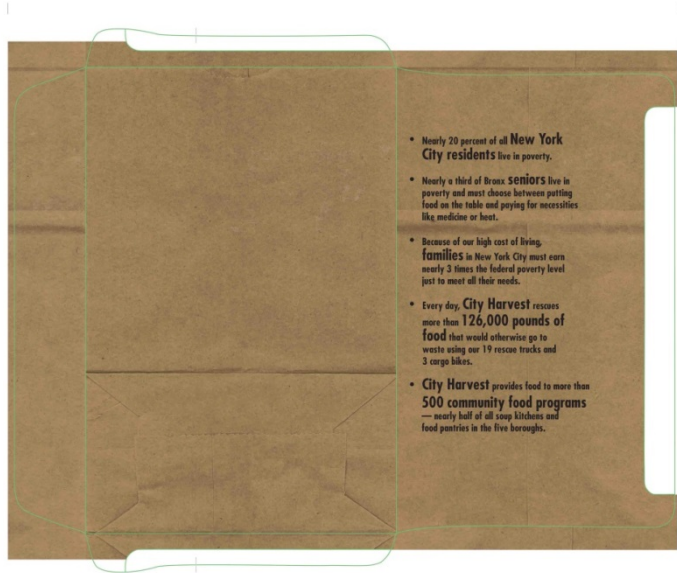 • Nearly 20 percent of all New York
City residents live in poverty.
• Nearly a third of Bronx seniors live in
poverty and must choose between putting
food on the table and paying for necessities
like medicine or heat.
• Because of our high cost of living,
families in New York City must earn
nearly 3 times the federal poverty level
just to meet all their needs.
• Every day, City Harvest rescues
more than 126,000 pounds of
food that would otherwise go to
waste using our 19 rescue trucks and
3 cargo bikes.
• City Harvest provides food to more than
500 community food programs
— nearly half of all soup kitchens and
food pantries in the five boroughs.